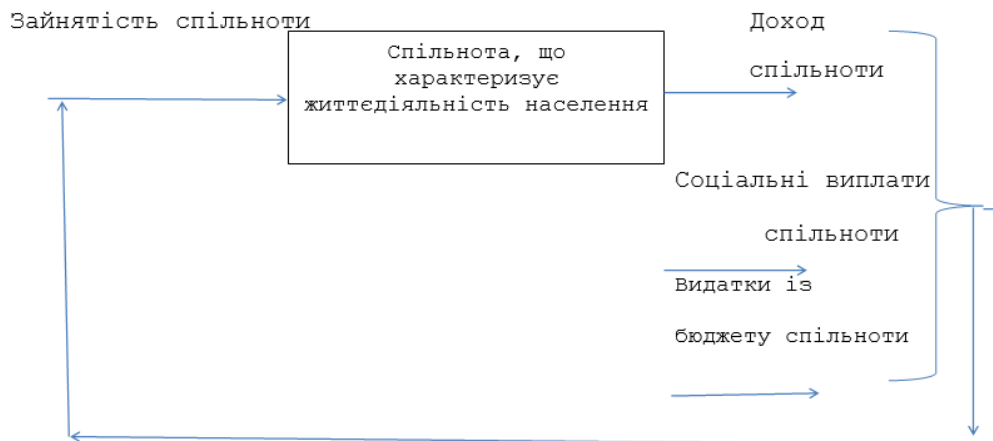 Зайнятість спільноти
Спільнота, що
характеризує
життєдіяльність населення
Доход
спільноти
Соціальні виплати
спільноти
Видатки із
бюджету спільноти